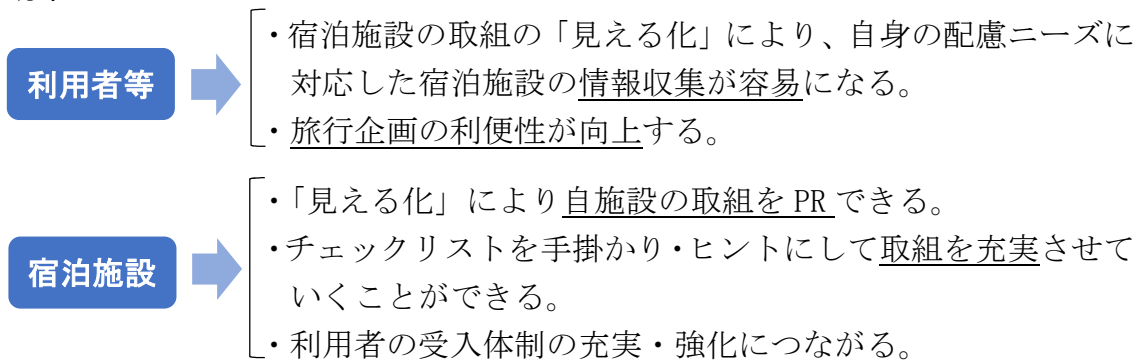 利用者等
・宿泊施設の取組の「見える化」により、自身の配慮ニーズに
対応した宿泊施設の情報収集が容易になる。
・旅行企画の利便性が向上する。
宿泊施設
・「見える化」により自施設の取組を PR できる。
・チェックリストを手掛かり・ヒントにして取組を充実させて
いくことができる。
・利用者の受入体制の充実・強化につながる。